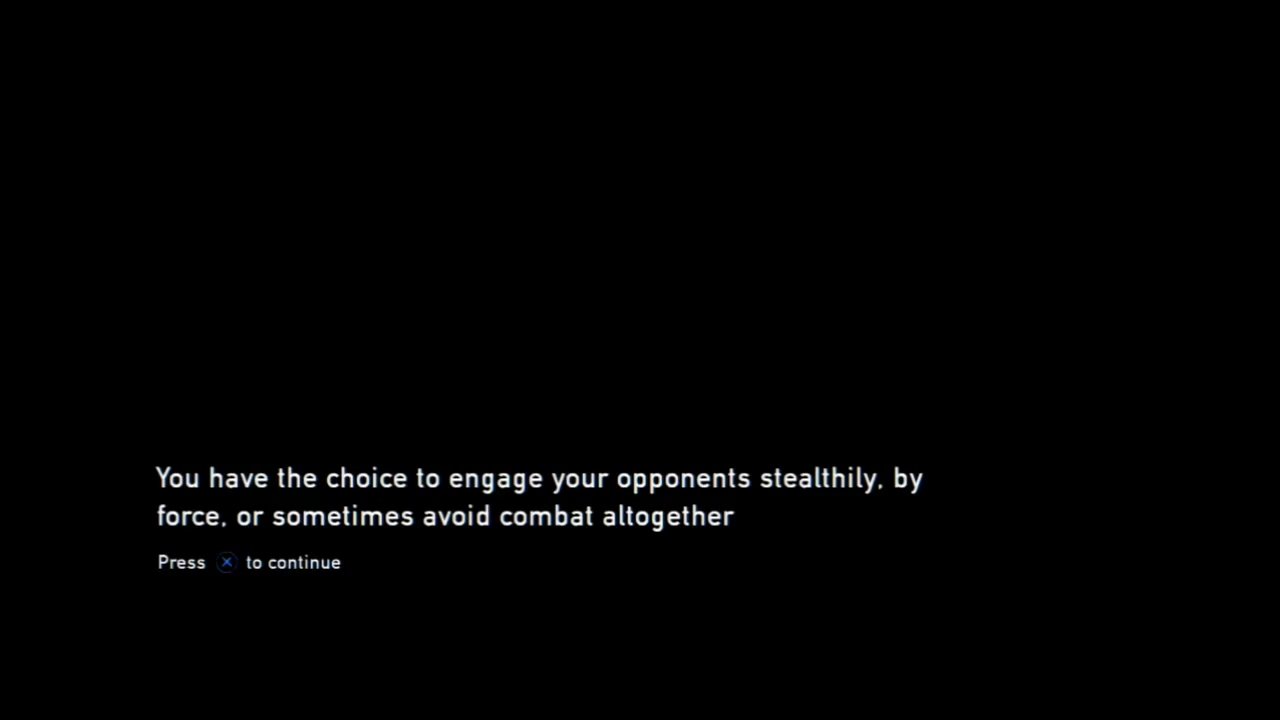 You have the choice to engage your opponents stealthily, by
force, or sometimes avoid combat altogether
Press ⓧ to continue